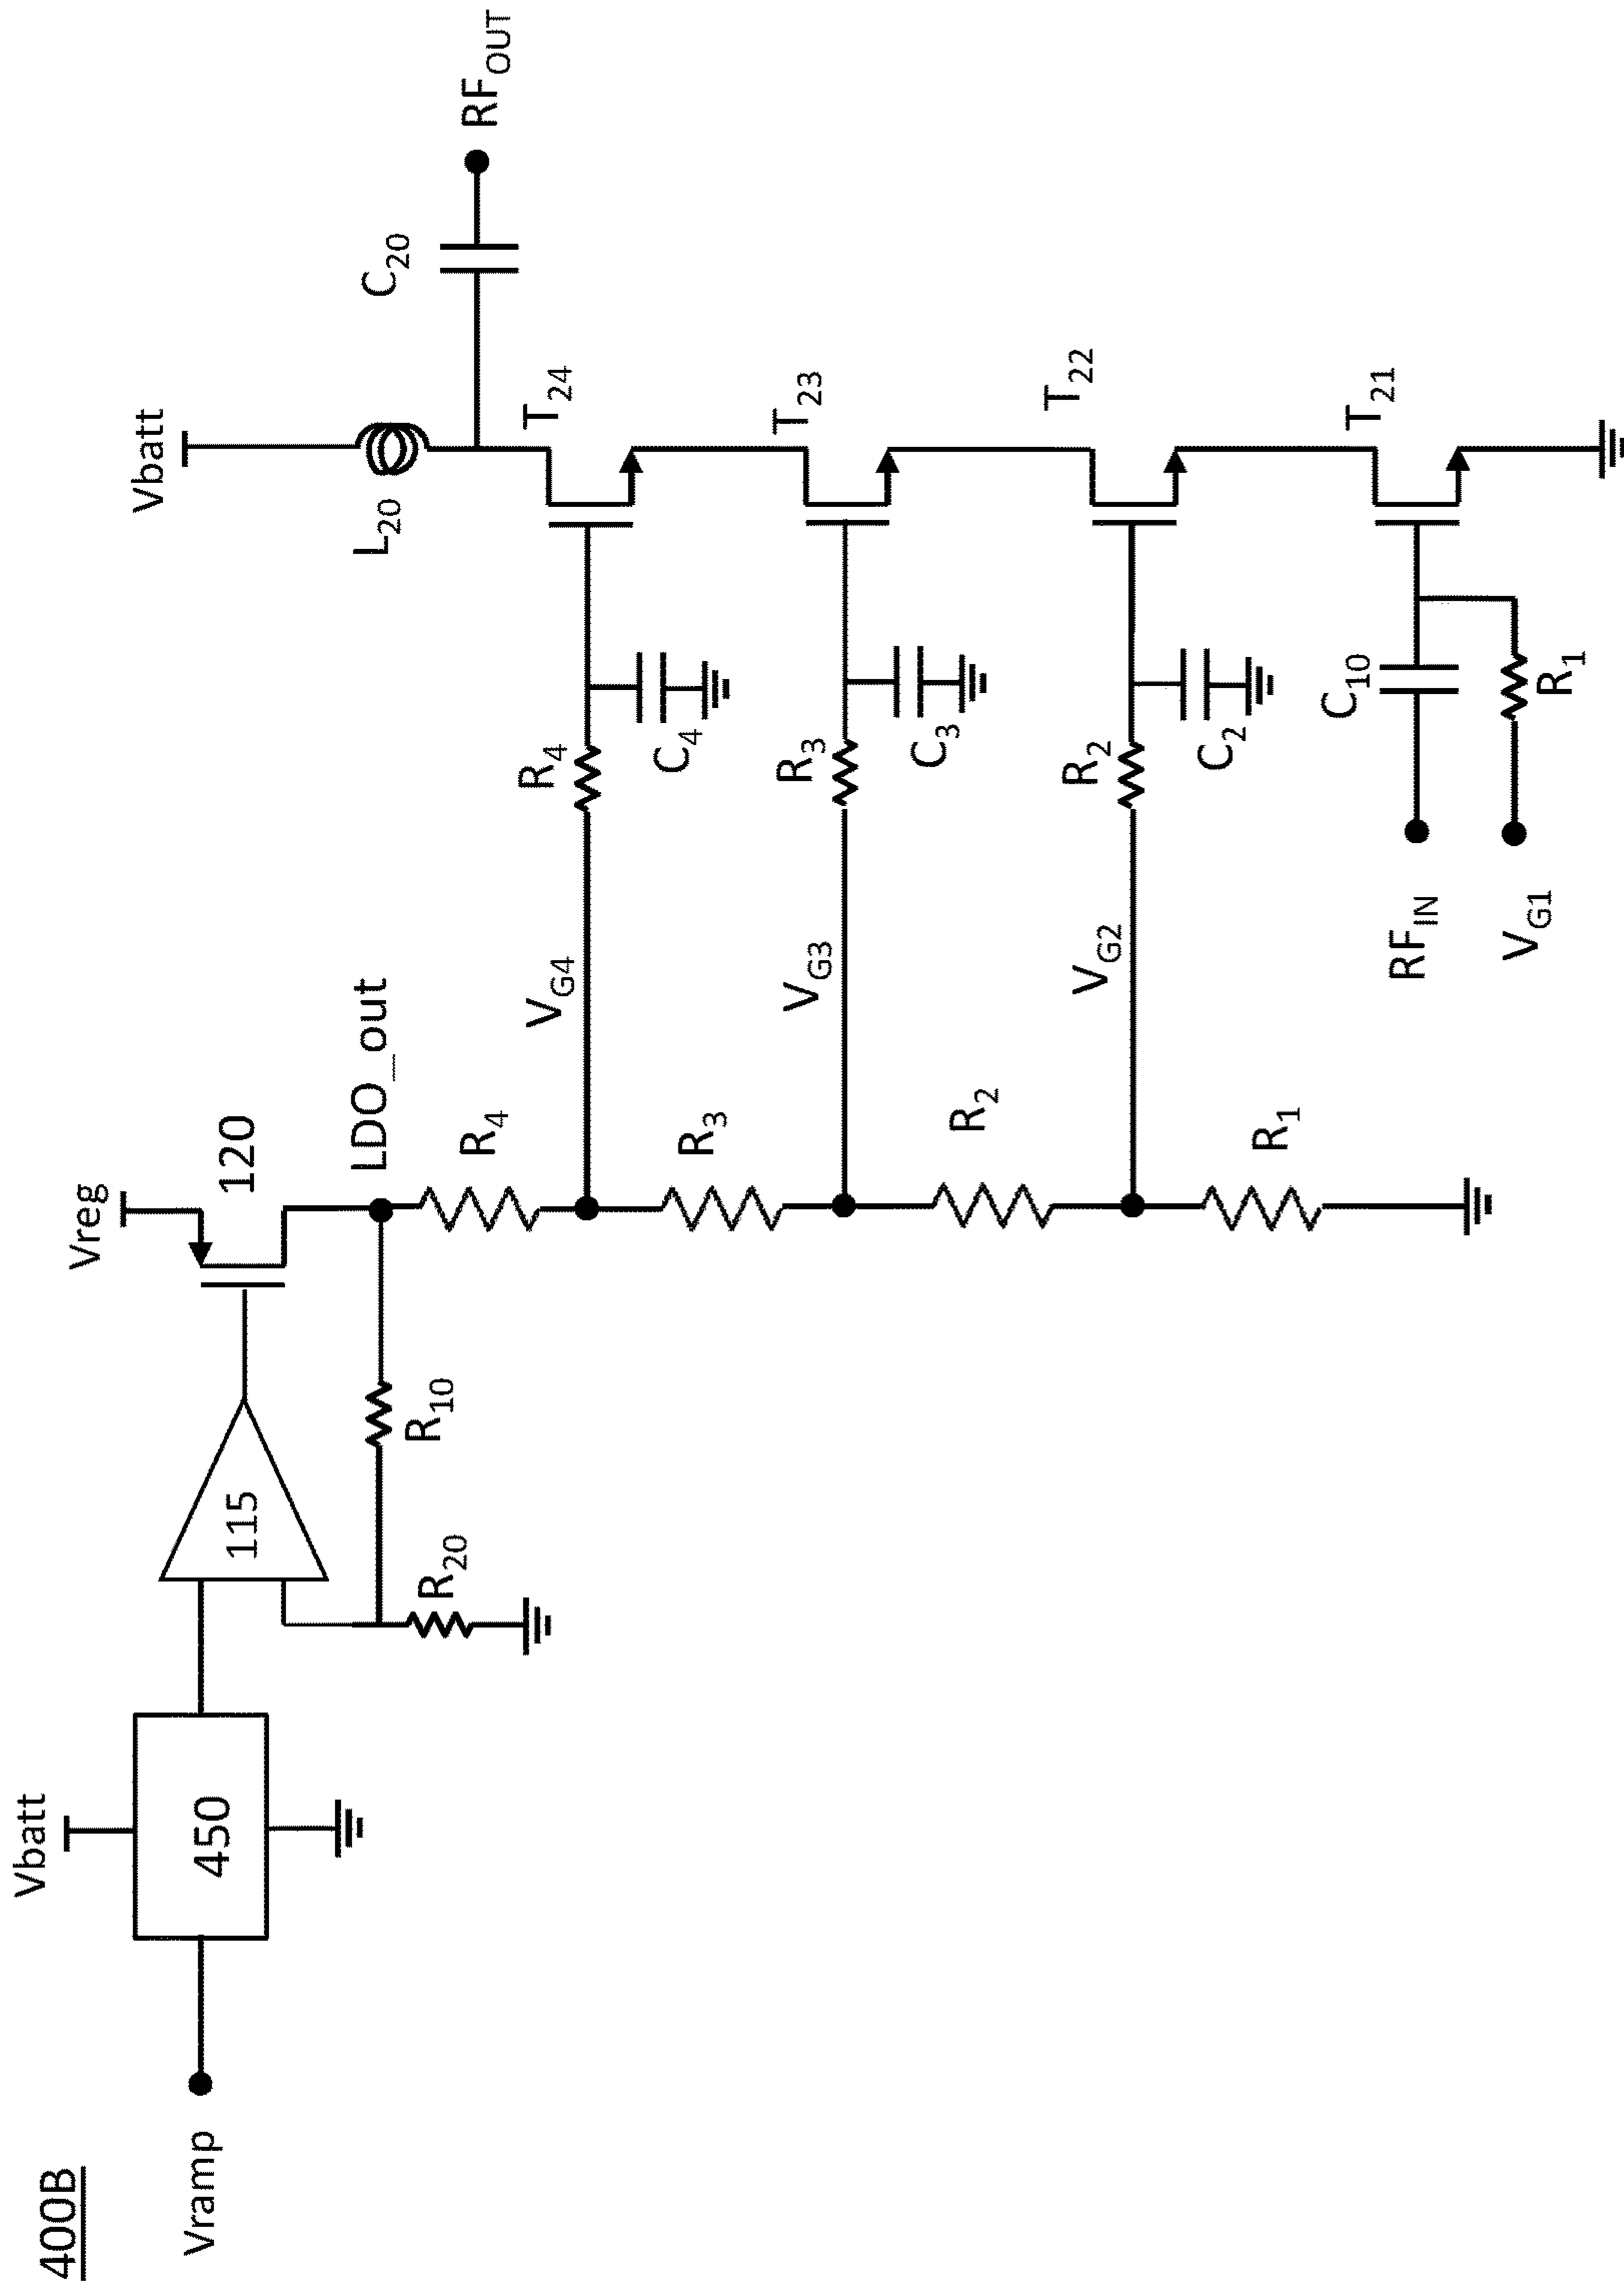 400B
Vramp
Vbatt
450
115
R20
R10
Vreg
120
LDO_out
R4
R3
R2
R1
VG4
VG3
VG2
R4
C4
R3
C3
R2
C2
RFIN
VG1
C10
R1
Vbatt
L20
T24
T23
T22
T21
C20
RFOUT